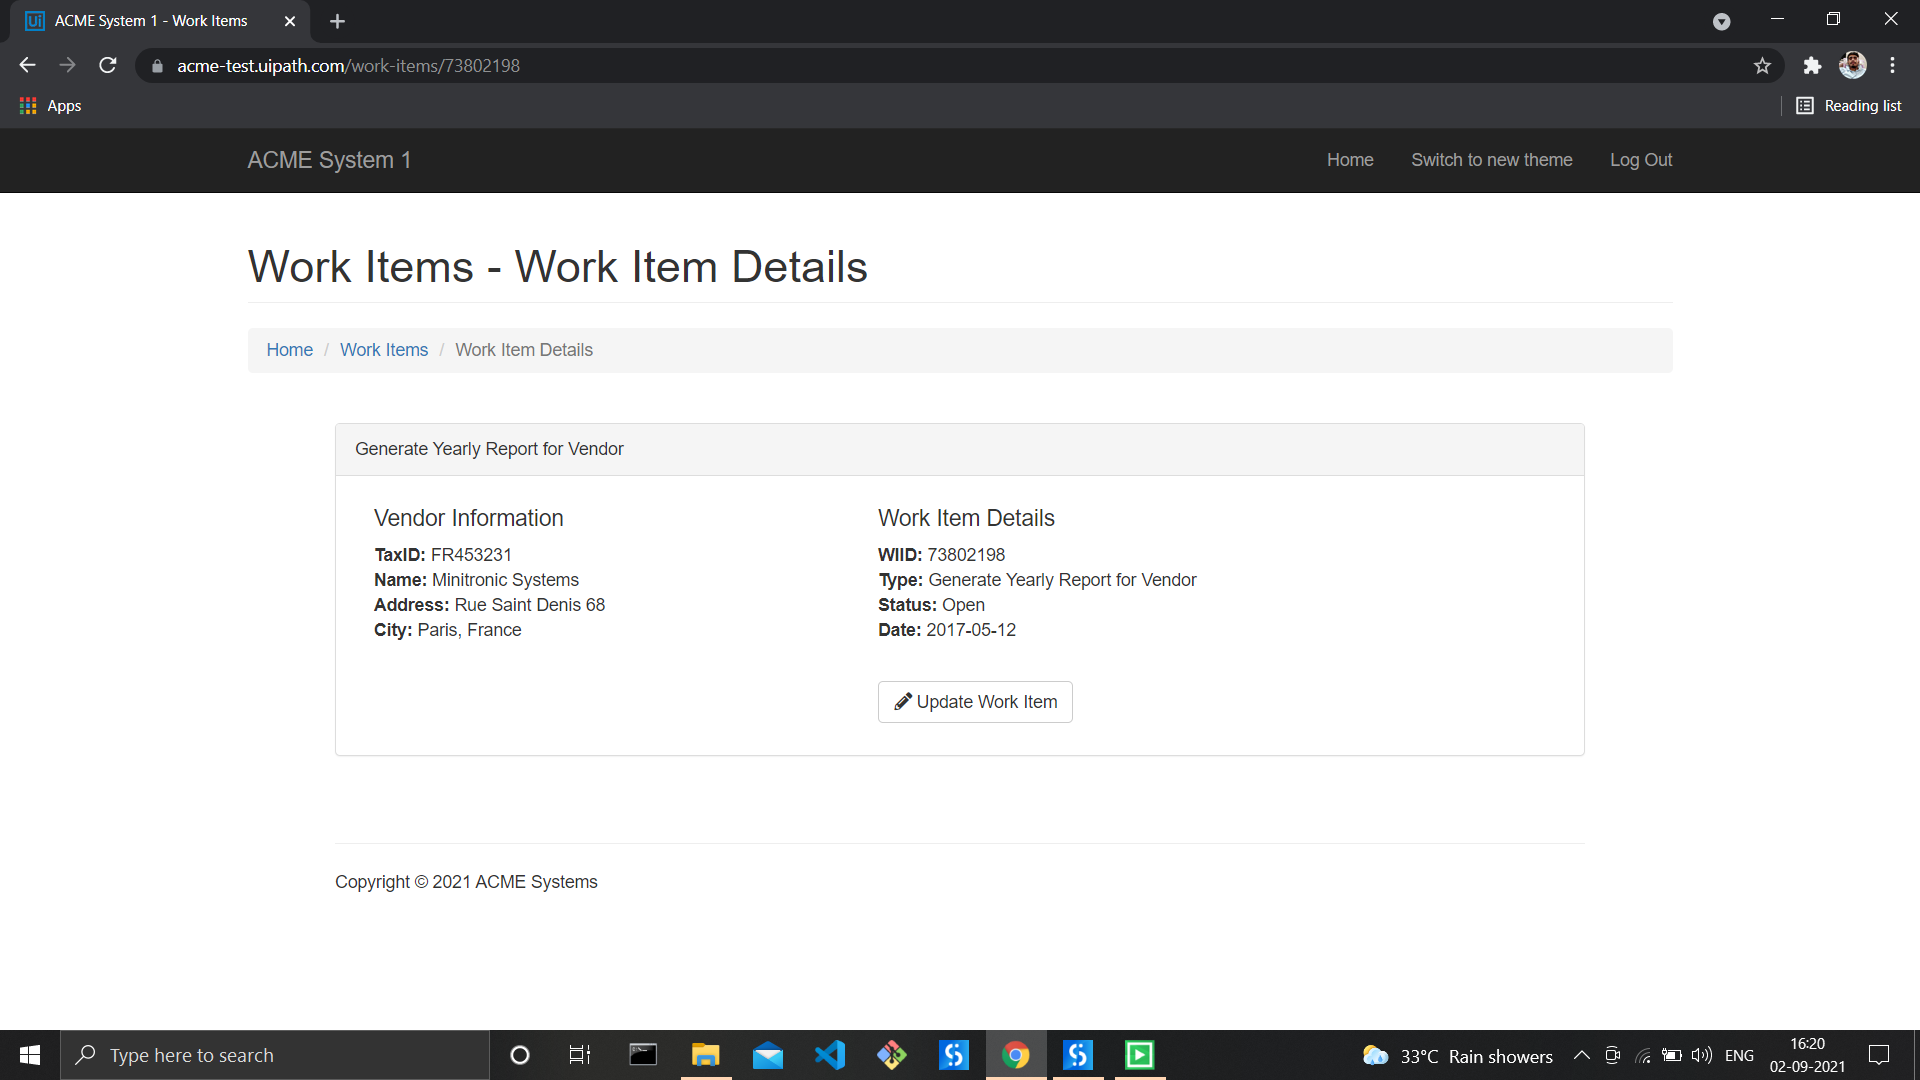 ACME System 1 - Work Items
acme-test.uipath.com/work-items/73802198
Apps
Reading list
ACME System 1
Home
Switch to new theme
Log Out
Work Items - Work Item Details
Home / Work Items / Work Item Details
Generate Yearly Report for Vendor
Vendor Information
TaxID: FR453231
Name: Minitronic Systems
Address: Rue Saint Denis 68
City: Paris, France
Work Item Details
WIID: 73802198
Type: Generate Yearly Report for Vendor
Status: Open
Date: 2017-05-12
Update Work Item
Copyright © 2021 ACME Systems
Type here to search
33°C Rain showers
ENG
16:20
02-09-2021